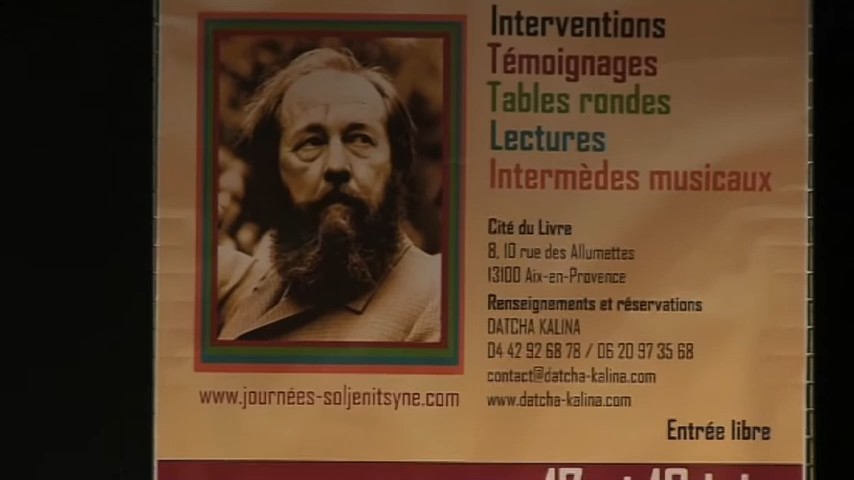 Interventions
Témoignages
Tables rondes
Lectures
Intermèdes musicaux
Cité du Livre
8, 10 rue des Allumettes
13100 Aix-en-Provence
Renseignements et réservations
DATCHA KALINA
04 42 92 68 78 / 06 20 97 35 68
contact@datcha-kalina.com
www.datcha-kalina.com
www.journées-soljenitsyne.com
Entrée libre